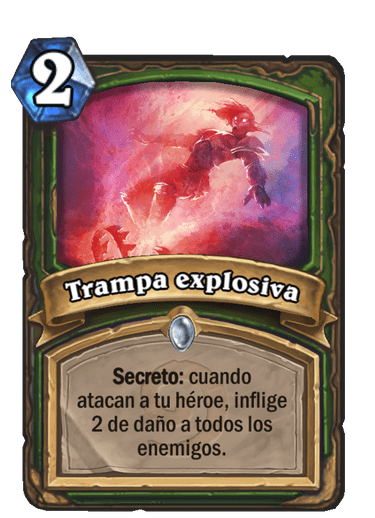 2
Trampa explosiva
Secreto: cuando
atacan a tu héroe, inflige
2 de daño a todos los
enemigos.